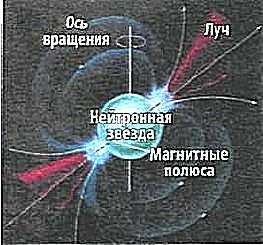 Ось
вращения
Луч
Нейтронная
звезда
Магнитные
полюса